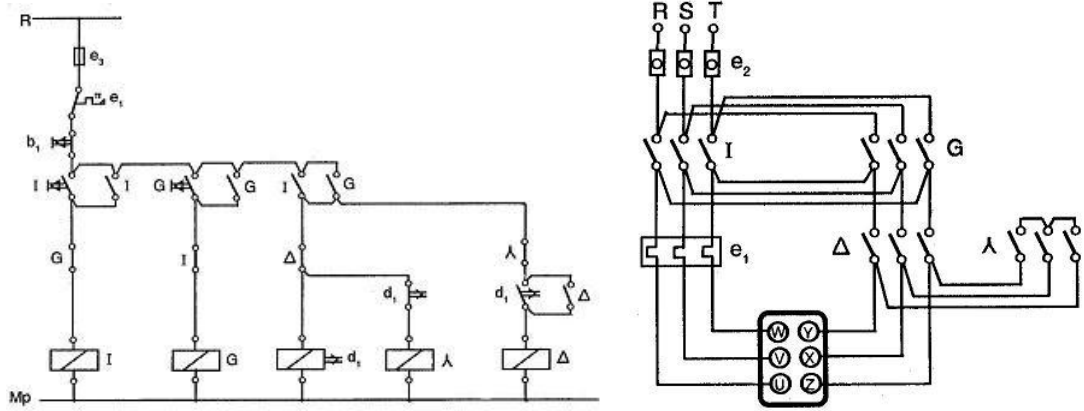 R
e3
e1
b1
I I G G I G
G I Δ ⅄
d1 d1 Δ
I G d1 ⅄ Δ
Mp
R S T
e2
I G
Δ ⅄
e1
W Y
V X
U Z